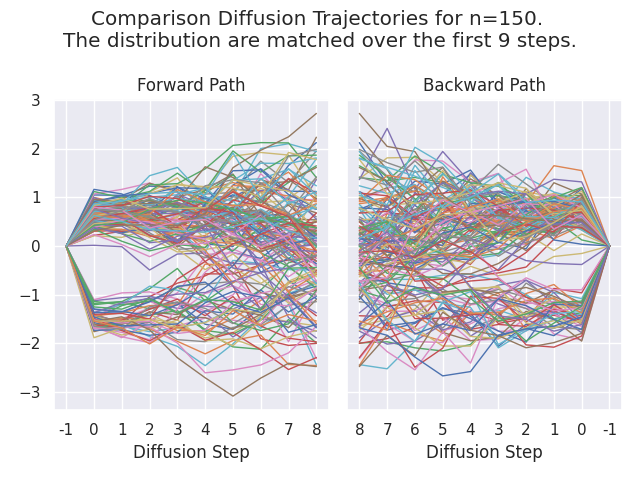 Comparison Diffusion Trajectories for n=150.
The distribution are matched over the first 9 steps.
Forward Path
Backward Path
3
2
1
0
−1
−2
−3
-1 0 1 2 3 4 5 6 7 8
8 7 6 5 4 3 2 1 0 -1
Diffusion Step
Diffusion Step